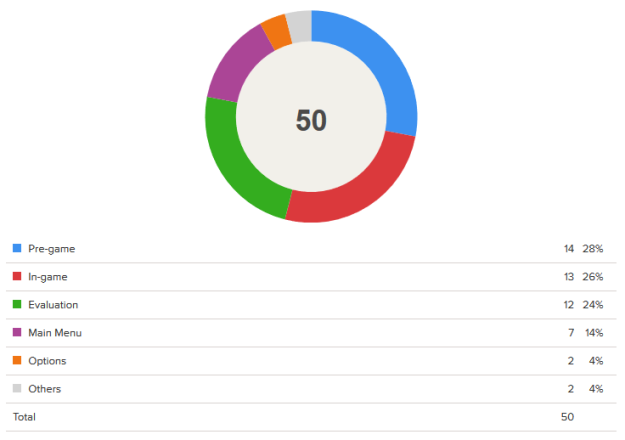 50
Pre-game 14 28%
In-game 13 26%
Evaluation 12 24%
Main Menu 7 14%
Options 2 4%
Others 2 4%
Total 50